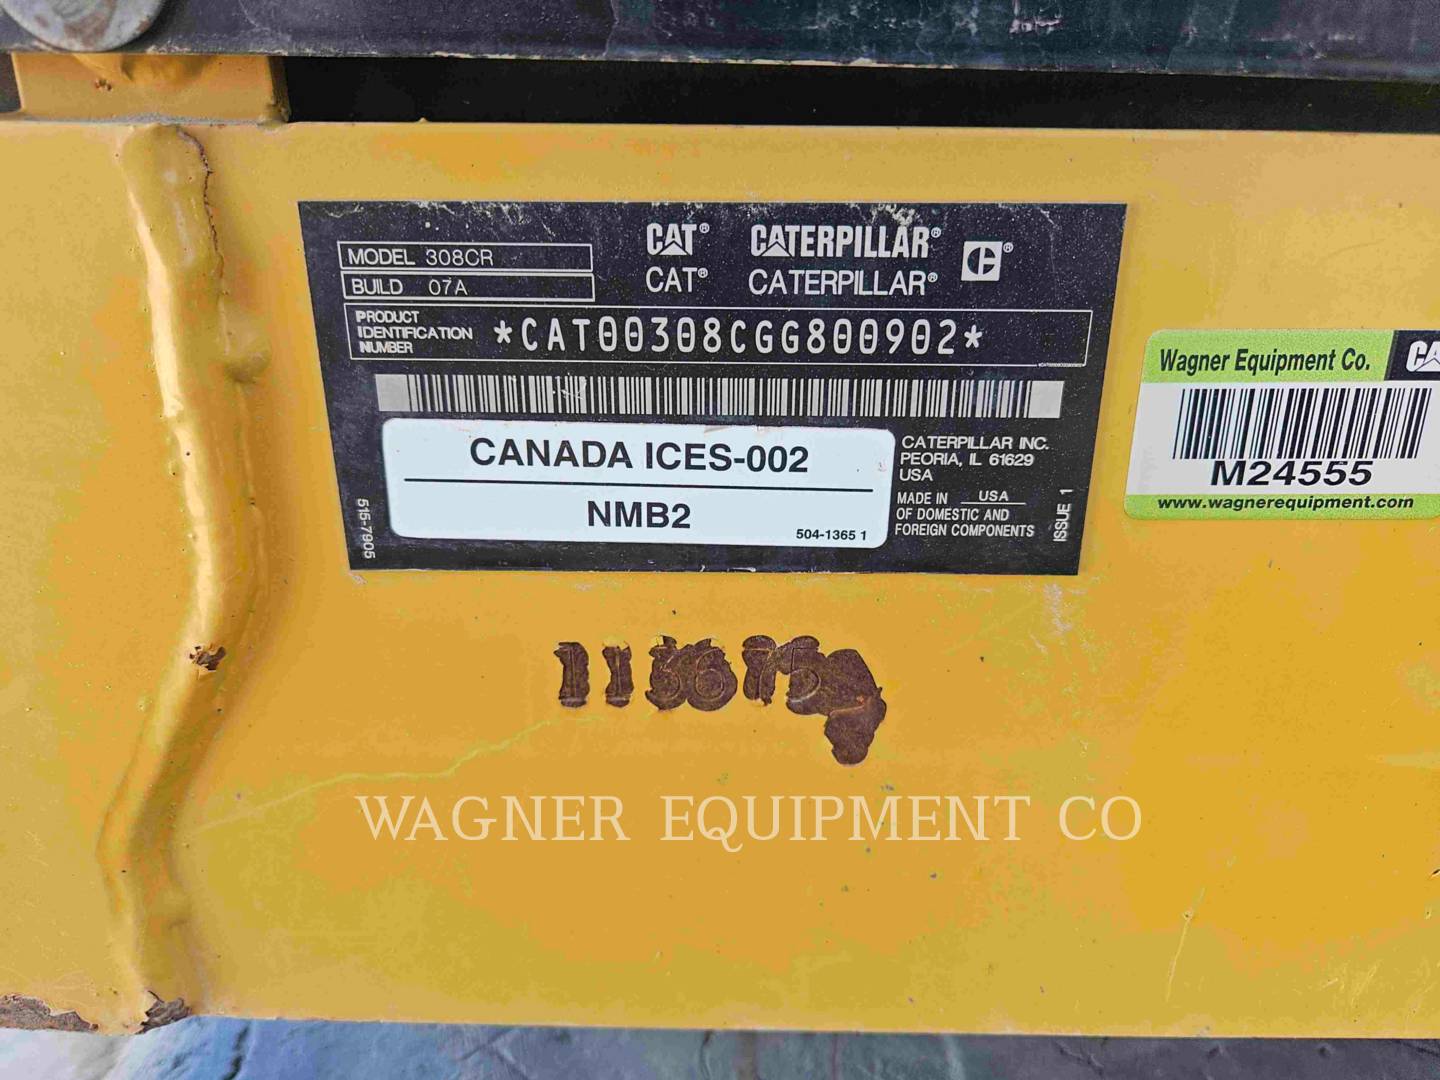 MODEL 308CR
BUILD 07A
CAT® CATERPILLAR® C®
CAT® CATERPILLAR®
PRODUCT
IDENTIFICATION
NUMBER
*CAT00308CGG800902*
CANADA ICES-002
NMB2
504-1365 1
CATERPILLAR INC.
PEORIA, IL 61629
USA
MADE IN USA
OF DOMESTIC AND
FOREIGN COMPONENTS
ISSUE 1
515-7905
Wagner Equipment Co.
M24555
www.wagnerequipment.com
WAGNER EQUIPMENT CO